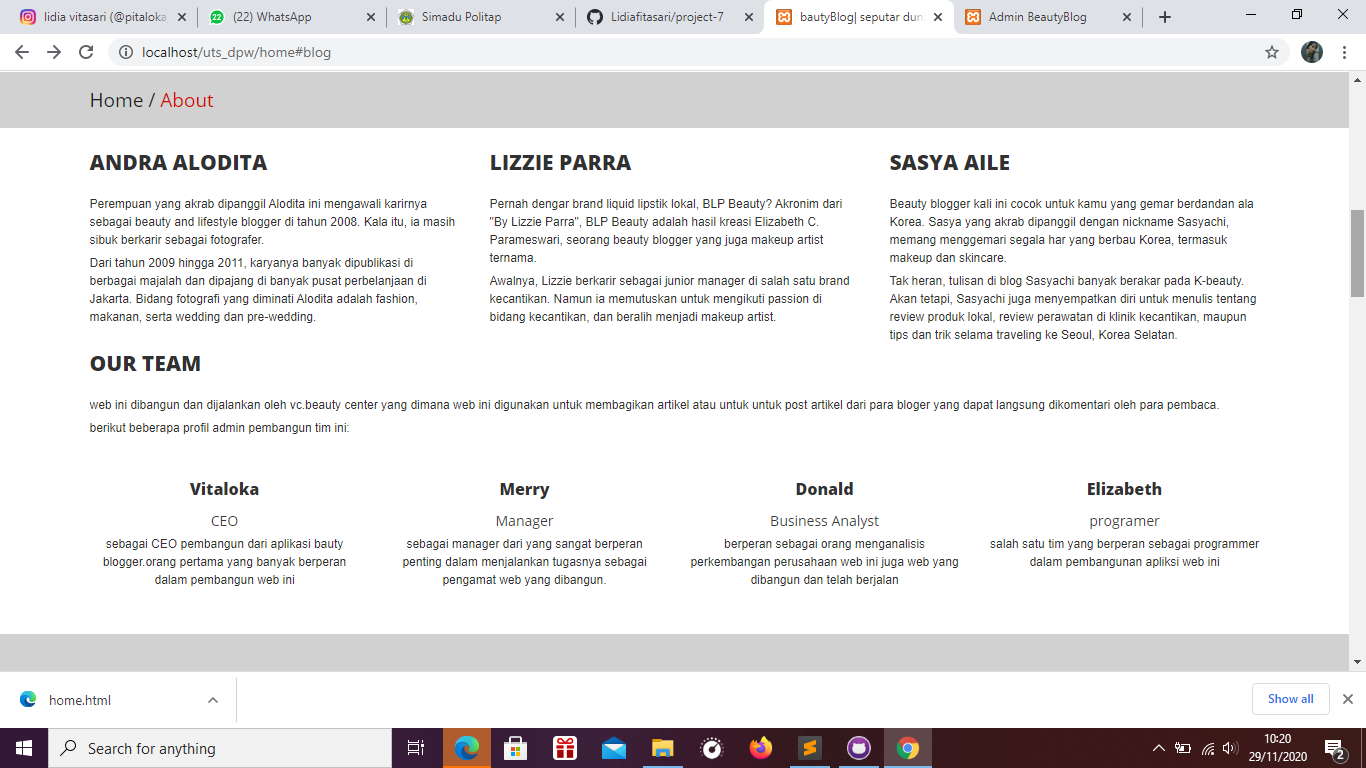 lidia vitasari (@pitaloka
(22) WhatsApp
Simadu Politap
Lidiafitasari/project-7
bautyBlog| seputar dun
Admin BeautyBlog
localhost/uts_dpw/home#blog
Home / About
ANDRA ALODITA
Perempuan yang akrab dipanggil Alodita ini mengawali karirnya
sebagai beauty and lifestyle blogger di tahun 2008. Kala itu, ia masih
sibuk berkarir sebagai fotografer.
Dari tahun 2009 hingga 2011, karyanya banyak dipublikasi di
berbagai majalah dan dipajang di banyak pusat perbelanjaan di
Jakarta. Bidang fotografi yang diminati Alodita adalah fashion,
makanan, serta wedding dan pre-wedding.
LIZZIE PARRA
Pernah dengar brand liquid lipstik lokal, BLP Beauty? Akronim dari
"By Lizzie Parra", BLP Beauty adalah hasil kreasi Elizabeth C.
Parameswari, seorang beauty blogger yang juga makeup artist
ternama.
Awalnya, Lizzie berkarir sebagai junior manager di salah satu brand
kecantikan. Namun ia memutuskan untuk mengikuti passion di
bidang kecantikan, dan beralih menjadi makeup artist.
SASYA AILE
Beauty blogger kali ini cocok untuk kamu yang gemar berdandan ala
Korea. Sasya yang akrab dipanggil dengan nickname Sasyachi,
memang menggemari segala har yang berbau Korea, termasuk
makeup dan skincare.
Tak heran, tulisan di blog Sasyachi banyak berakar pada K-beauty.
Akan tetapi, Sasyachi juga menyempatkan diri untuk menulis tentang
review produk lokal, review perawatan di klinik kecantikan, maupun
tips dan trik selama traveling ke Seoul, Korea Selatan.
OUR TEAM
web ini dibangun dan dijalankan oleh vc.beauty center yang dimana web ini digunakan untuk membagikan artikel atau untuk untuk post artikel dari para bloger yang dapat langsung dikomentari oleh para pembaca.
berikut beberapa profil admin pembangun tim ini:
Vitaloka
CEO
sebagai CEO pembangun dari aplikasi bauty
blogger.orang pertama yang banyak berperan
dalam pembangun web ini
Merry
Manager
sebagai manager dari yang sangat berperan
penting dalam menjalankan tugasnya sebagai
pengamat web yang dibangun.
Donald
Business Analyst
berperan sebagai orang menganalisis
perkembangan perusahaan web ini juga web yang
dibangun dan telah berjalan
Elizabeth
programer
salah satu tim yang berperan sebagai programmer
dalam pembangunan apliksi web ini
home.html
Show all
Search for anything
10:20
29/11/2020
2